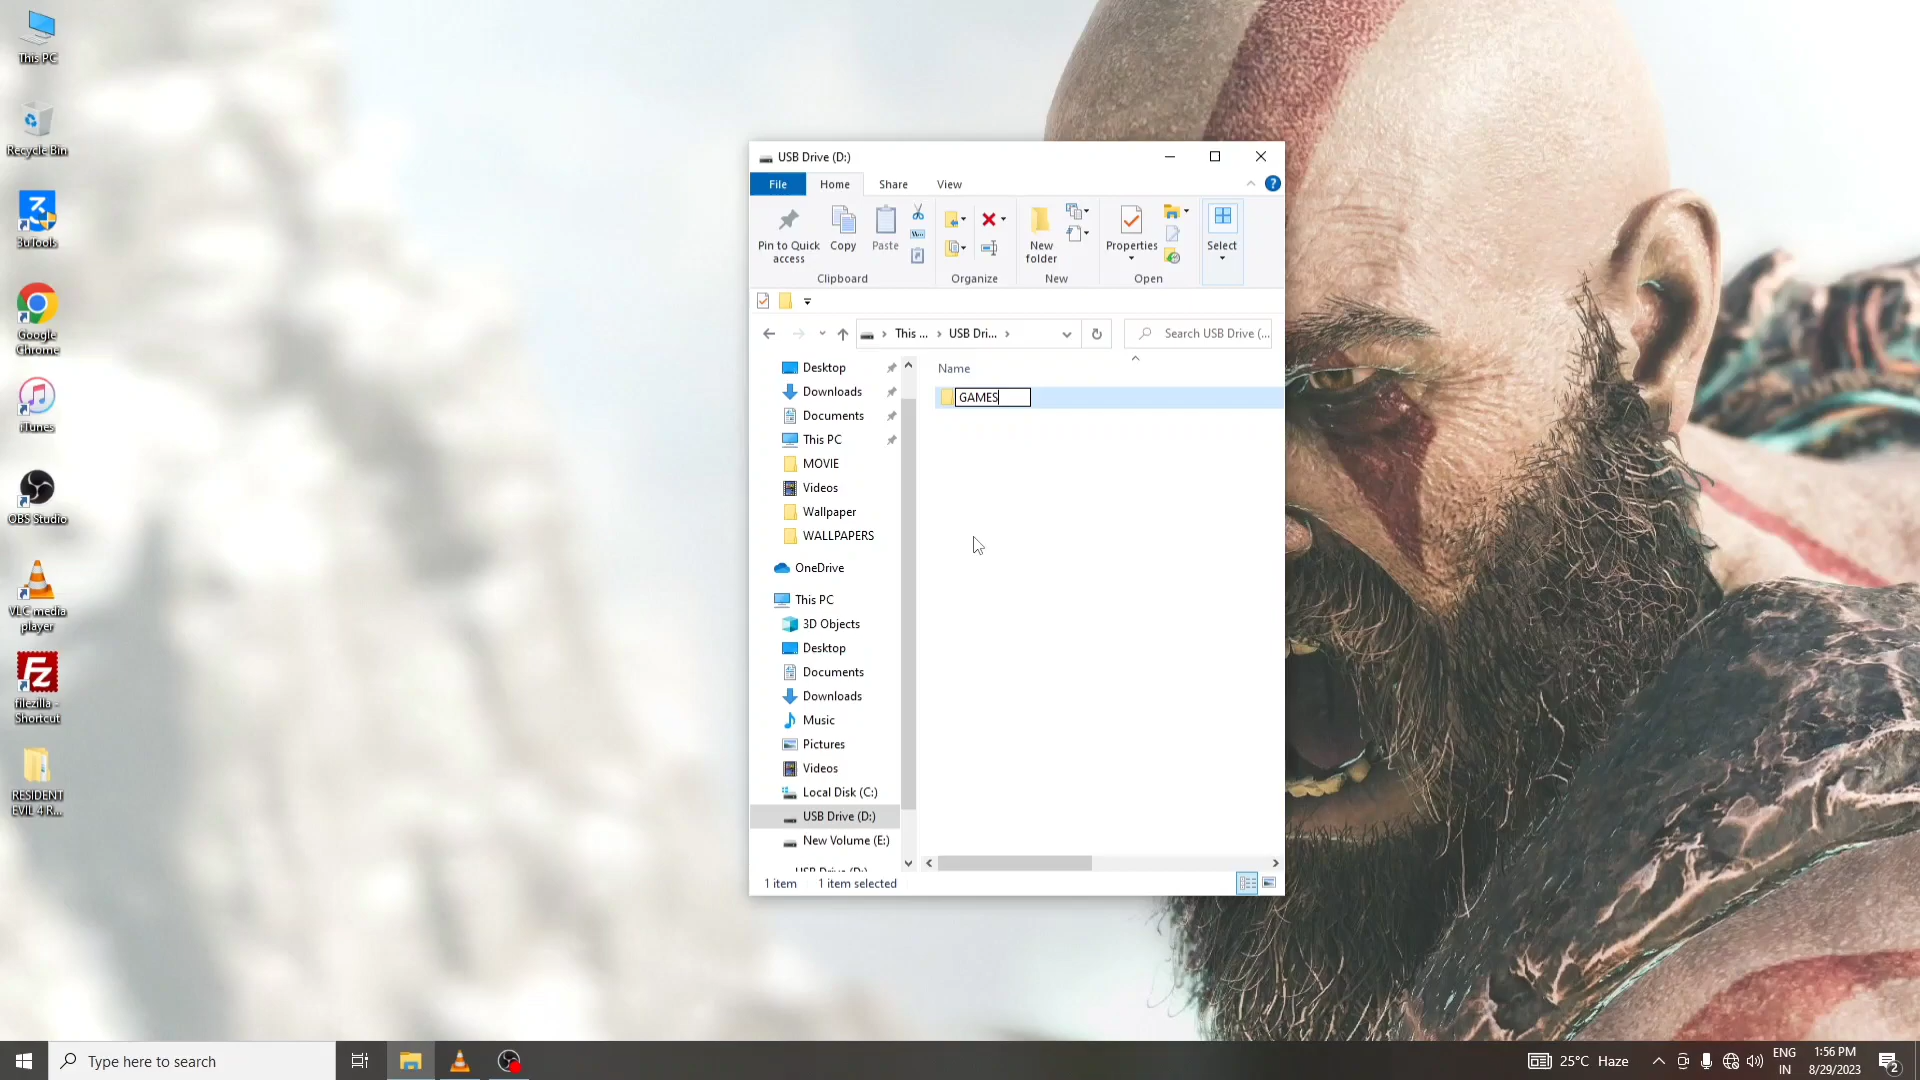 This PC
Recycle Bin
3uTools
Google
Chrome
iTunes
OBS Studio
VLC media
player
filezilla -
Shortcut
RESIDENT
EVIL 4 R...
USB Drive (D:)
File Home Share View
Pin to Quick
access
Copy
Paste
Clipboard
Organize
New
folder
New
Properties
Open
Select
This ... USB Dri...
Search USB Drive (...
Desktop
Downloads
Documents
This PC
MOVIE
Videos
Wallpaper
WALLPAPERS
OneDrive
This PC
3D Objects
Desktop
Documents
Downloads
Music
Pictures
Videos
Local Disk (C:)
USB Drive (D:)
New Volume (E:)
USB Drive (D:)
Name
GAMES
1 item 1 item selected
Type here to search
25°C Haze
ENG
IN
1:56 PM
8/29/2023
2